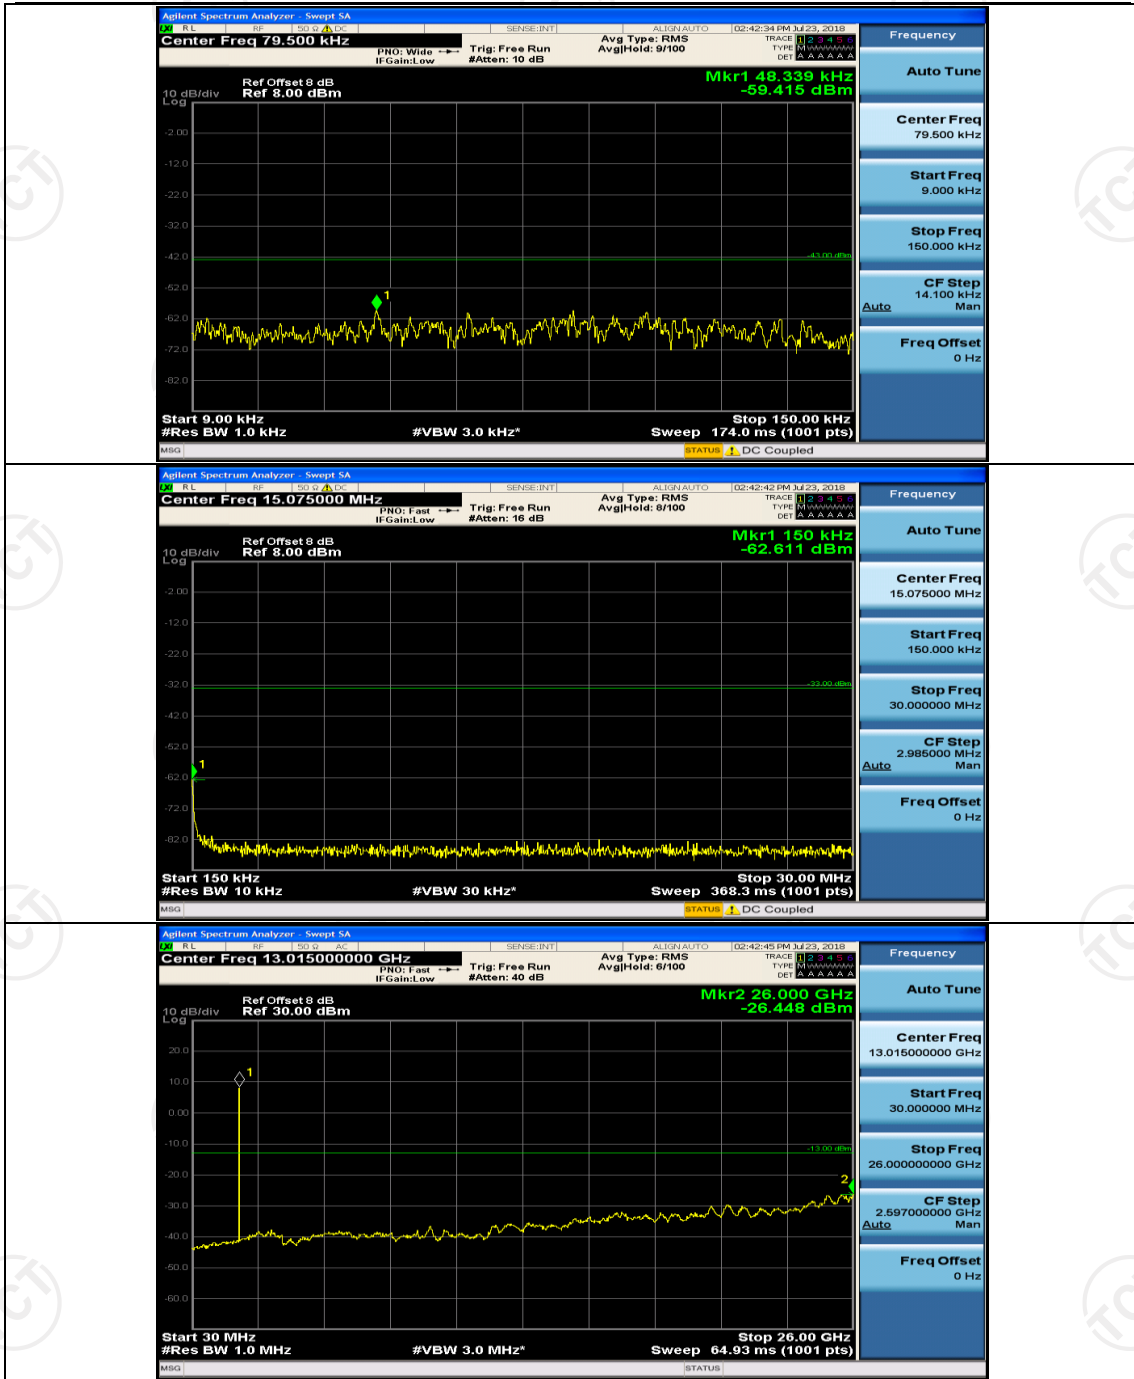 Agilent Spectrum Analyzer - Swept SA
LXI RL RF 50 Ω DC SENSE:INT ALIGN AUTO 02:42:34 PM Jul 23, 2018
Center Freq 79.500 kHz
PNO: Wide
IFGain:Low
Trig: Free Run
#Atten: 10 dB
Avg Type: RMS
Avg|Hold: 9/100
TRACE 1 2 3 4 5 6
TYPE M
DET A A A A A A
Ref Offset 8 dB
Ref 8.00 dBm
10 dB/div
Log
Mkr1 48.339 kHz
-59.415 dBm
-2.00
-12.0
-22.0
-32.0
-42.0
-52.0
-62.0
-72.0
-82.0
-43.00 dBm
1
Start 9.00 kHz
Stop 150.00 kHz
#Res BW 1.0 kHz
#VBW 3.0 kHz*
Sweep 174.0 ms (1001 pts)
MSG
STATUS
DC Coupled
Frequency
Auto Tune
Center Freq
79.500 kHz
Start Freq
9.000 kHz
Stop Freq
150.000 kHz
CF Step
14.100 kHz
Auto Man
Freq Offset
0 Hz
Agilent Spectrum Analyzer - Swept SA
LXI RL RF 50 Ω DC SENSE:INT ALIGN AUTO 02:42:42 PM Jul 23, 2018
Center Freq 15.075000 MHz
PNO: Fast
IFGain:Low
Trig: Free Run
#Atten: 16 dB
Avg Type: RMS
Avg|Hold: 8/100
TRACE 1 2 3 4 5 6
TYPE M
DET A A A A A A
Ref Offset 8 dB
Ref 8.00 dBm
10 dB/div
Log
Mkr1 150 kHz
-62.611 dBm
-2.00
-12.0
-22.0
-32.0
-42.0
-52.0
-62.0
-72.0
-82.0
-33.00 dBm
1
Start 150 kHz
Stop 30.00 MHz
#Res BW 10 kHz
#VBW 30 kHz*
Sweep 368.3 ms (1001 pts)
MSG
STATUS
DC Coupled
Frequency
Auto Tune
Center Freq
15.075000 MHz
Start Freq
150.000 kHz
Stop Freq
30.000000 MHz
CF Step
2.985000 MHz
Auto Man
Freq Offset
0 Hz
Agilent Spectrum Analyzer - Swept SA
LXI RL RF 50 Ω AC SENSE:INT ALIGN AUTO 02:42:45 PM Jul 23, 2018
Center Freq 13.015000000 GHz
PNO: Fast
IFGain:Low
Trig: Free Run
#Atten: 40 dB
Avg Type: RMS
Avg|Hold: 6/100
TRACE 1 2 3 4 5 6
TYPE M
DET A A A A A A
Ref Offset 8 dB
Ref 30.00 dBm
10 dB/div
Log
Mkr2 26.000 GHz
-26.448 dBm
20.0
10.0
0.00
-10.0
-20.0
-30.0
-40.0
-50.0
-60.0
-13.00 dBm
1
2
Start 30 MHz
Stop 26.00 GHz
#Res BW 1.0 MHz
#VBW 3.0 MHz*
Sweep 64.93 ms (1001 pts)
MSG
STATUS
Frequency
Auto Tune
Center Freq
13.015000000 GHz
Start Freq
30.000000 MHz
Stop Freq
26.000000000 GHz
CF Step
2.597000000 GHz
Auto Man
Freq Offset
0 Hz
TCT
TCT
TCT
TCT
TCT
TCT
TCT
TCT